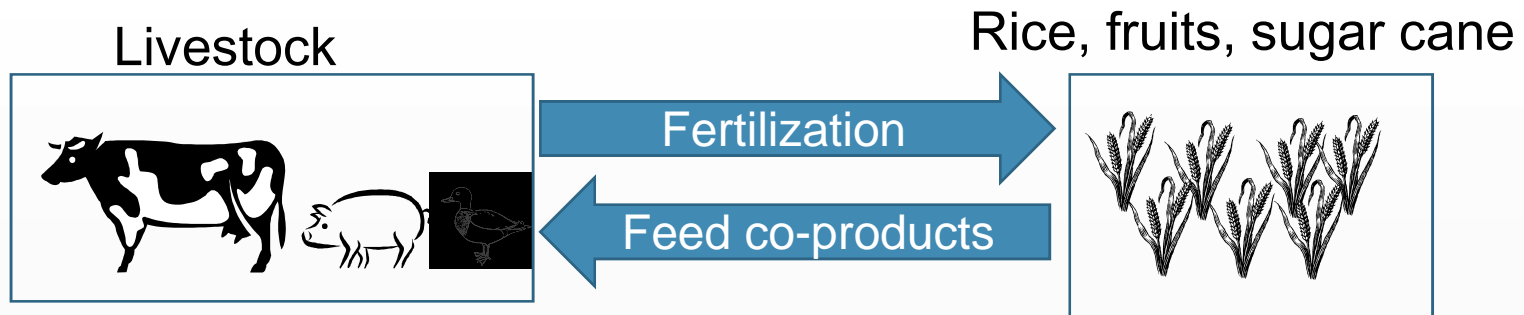 Livestock
Rice, fruits, sugar cane
Fertilization
Feed co-products